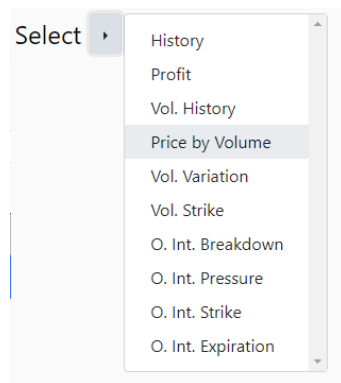 Select
History
Profit
Vol. History
Price by Volume
Vol. Variation
Vol. Strike
O. Int. Breakdown
O. Int. Pressure
O. Int. Strike
O. Int. Expiration